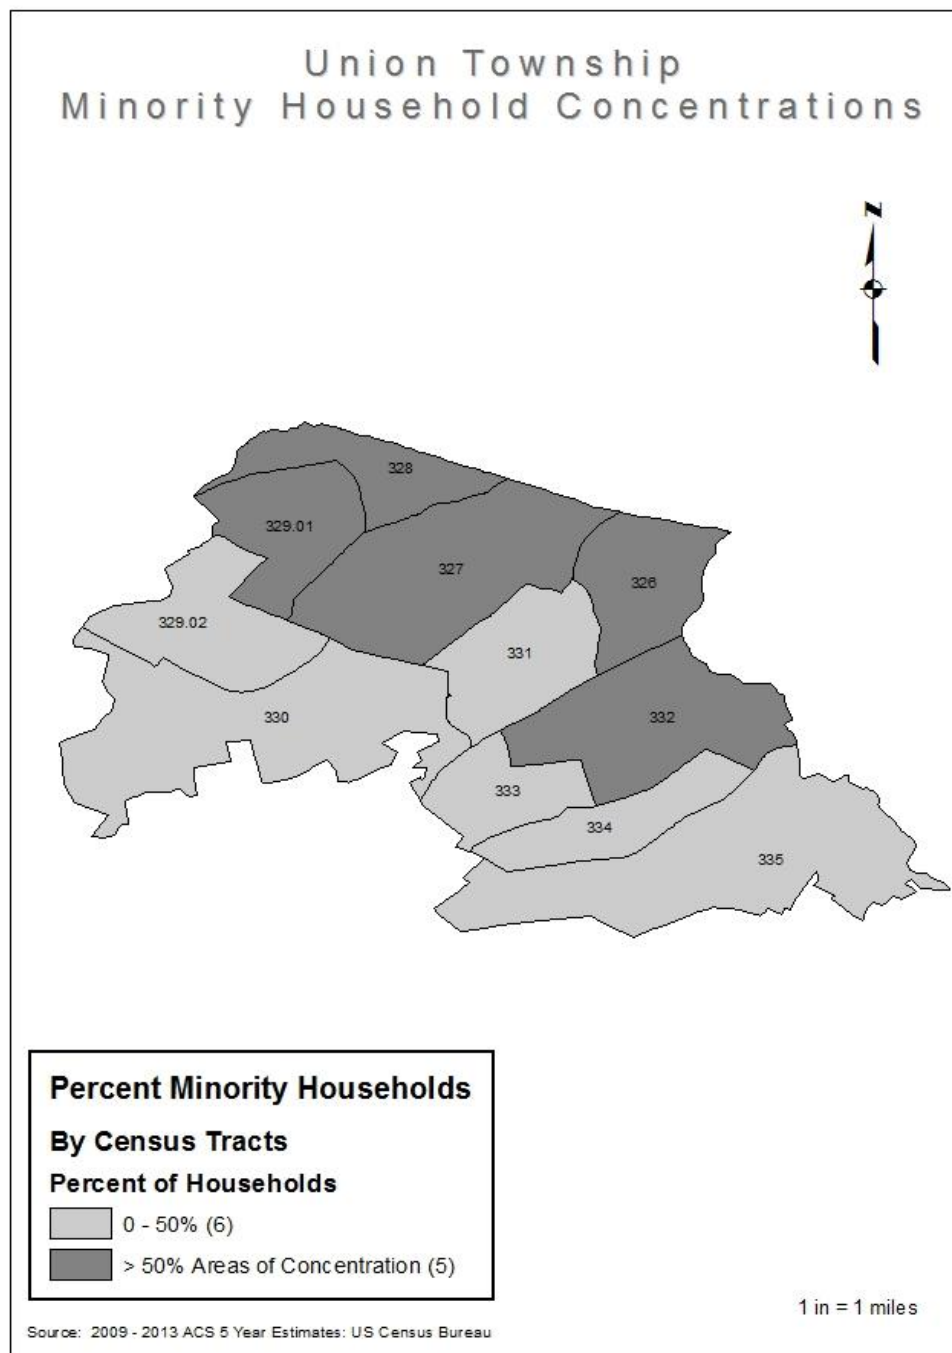 Union Township
Minority Household Concentrations
N
328
329.01
327
326
329.02
331
330
332
333
334
335
Percent Minority Households
By Census Tracts
Percent of Households
0 - 50% (6)
> 50% Areas of Concentration (5)
1 in = 1 miles
Source: 2009 - 2013 ACS 5 Year Estimates: US Census Bureau